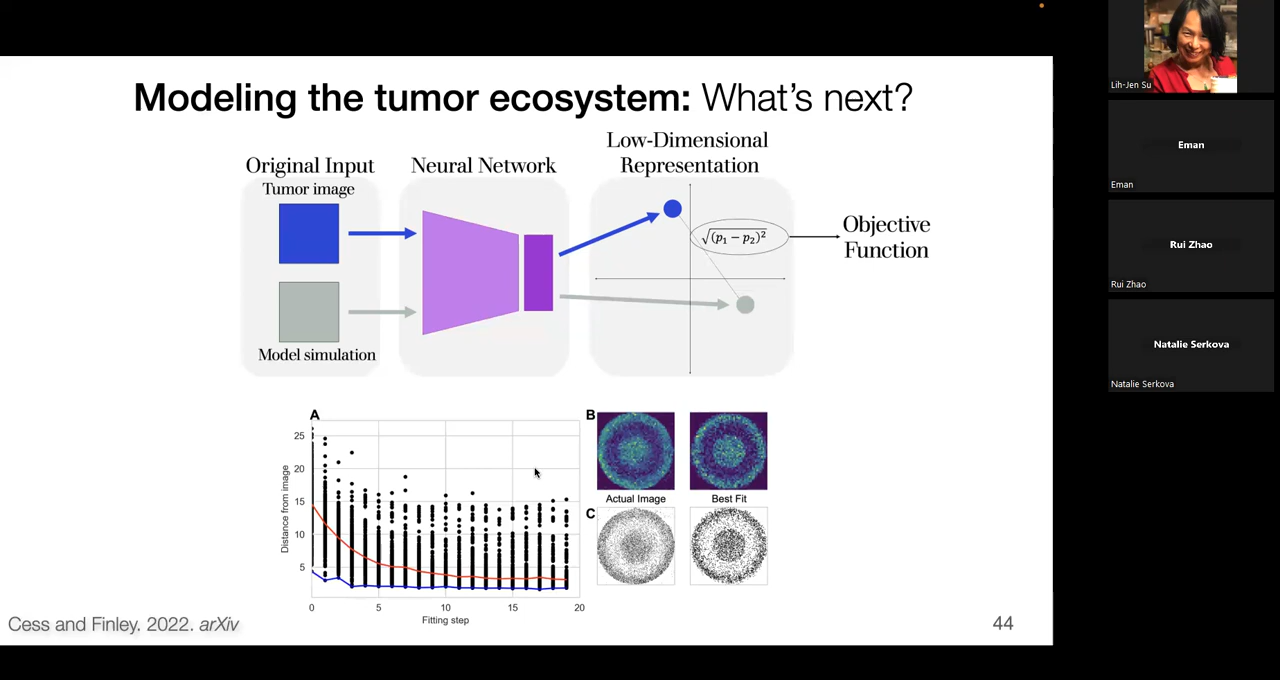 Modeling the tumor ecosystem: What's next?
Original Input
Tumor image
Model simulation
Neural Network
Low-Dimensional
Representation
√(p₁ − p₂)²
Objective
Function
A
Distance from image
25
20
15
10
5
0
5
10
15
20
Fitting step
B
Actual Image
Best Fit
C
Cess and Finley. 2022. arXiv
44
Lih-Jen Su
Eman
Eman
Rui Zhao
Rui Zhao
Natalie Serkova
Natalie Serkova